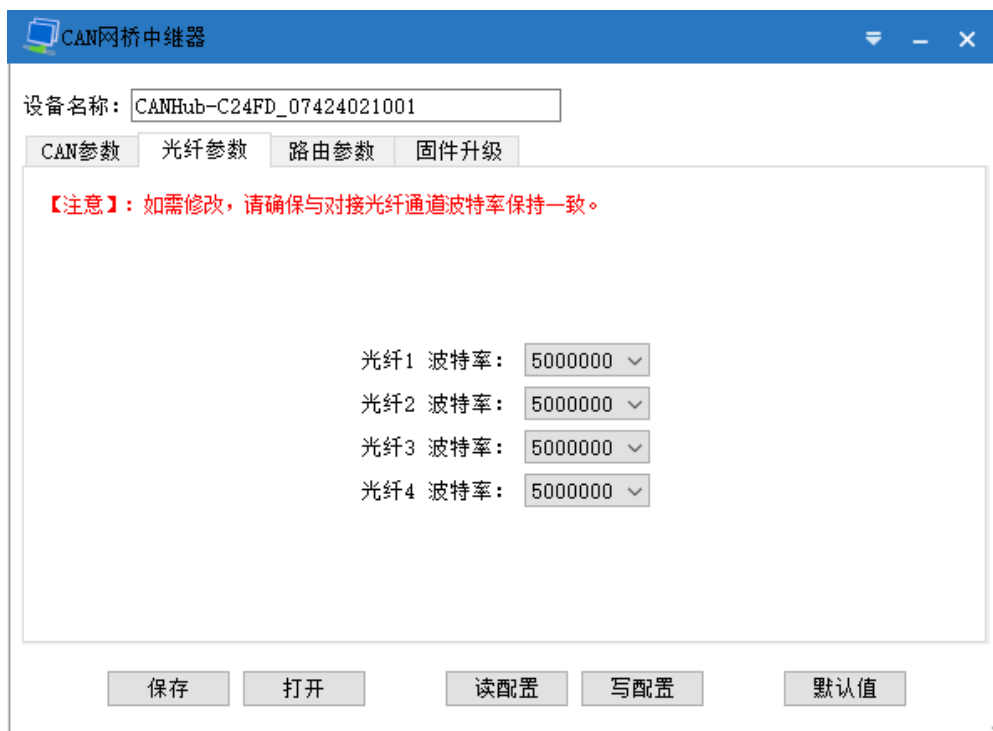 CAN网桥中继器
设备名称: CANHub-C24FD_07424021001
CAN参数 光纤参数 路由参数 固件升级
【注意】: 如需修改，请确保与对接光纤通道波特率保持一致。
光纤1 波特率: 5000000
光纤2 波特率: 5000000
光纤3 波特率: 5000000
光纤4 波特率: 5000000
保存 打开 读配置 写配置 默认值